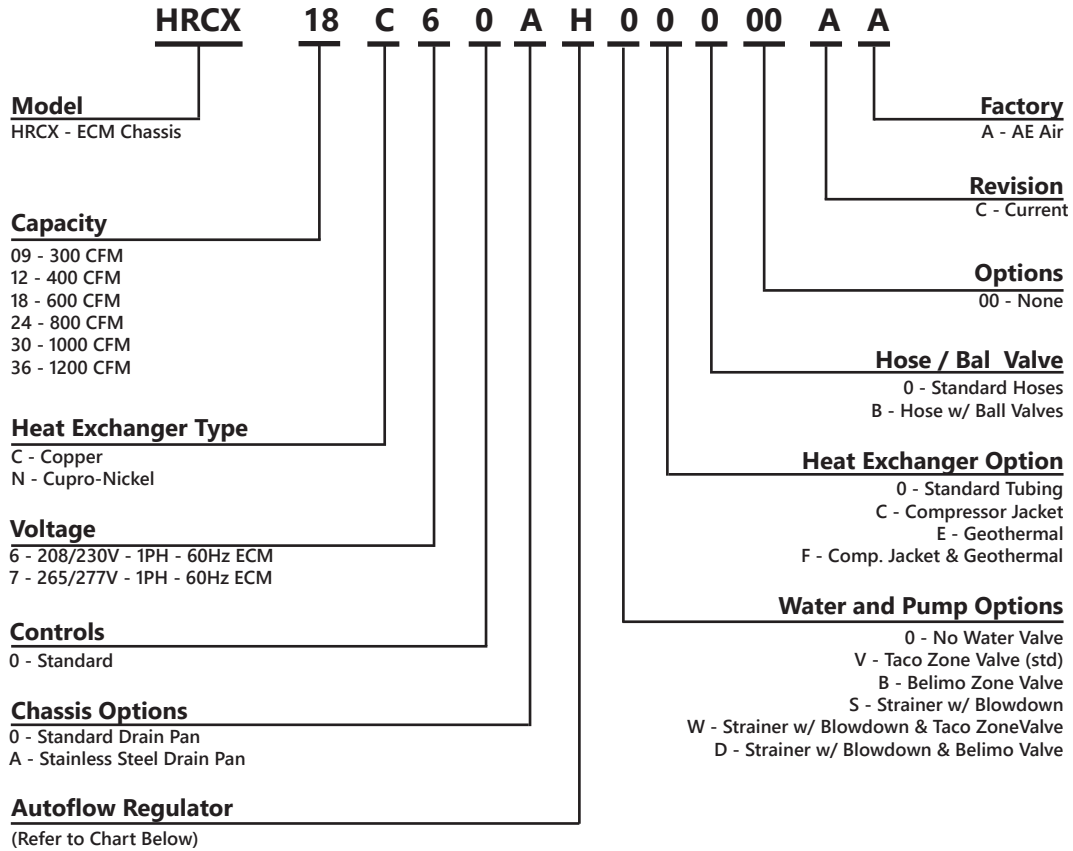 HRCX 18 C 6 0 A H 0 0 0 00 A A
Model
HRCX - ECM Chassis
Capacity
09 - 300 CFM
12 - 400 CFM
18 - 600 CFM
24 - 800 CFM
30 - 1000 CFM
36 - 1200 CFM
Heat Exchanger Type
C - Copper
N - Cupro-Nickel
Voltage
6 - 208/230V - 1PH - 60Hz ECM
7 - 265/277V - 1PH - 60Hz ECM
Controls
0 - Standard
Chassis Options
0 - Standard Drain Pan
A - Stainless Steel Drain Pan
Autoflow Regulator
(Refer to Chart Below)
Factory
A - AE Air
Revision
C - Current
Options
00 - None
Hose / Bal Valve
0 - Standard Hoses
B - Hose w/ Ball Valves
Heat Exchanger Option
0 - Standard Tubing
C - Compressor Jacket
E - Geothermal
F - Comp. Jacket & Geothermal
Water and Pump Options
0 - No Water Valve
V - Taco Zone Valve (std)
B - Belimo Zone Valve
S - Strainer w/ Blowdown
W - Strainer w/ Blowdown & Taco ZoneValve
D - Strainer w/ Blowdown & Belimo Valve